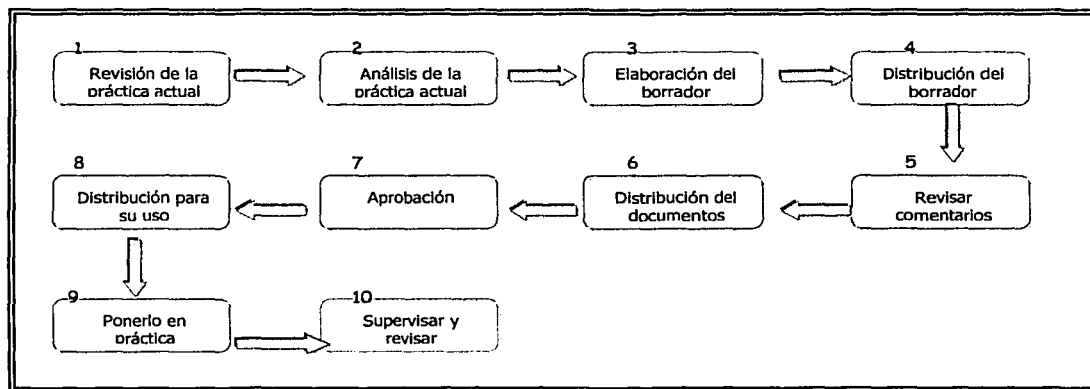 1
Revisión de la
práctica actual
2
Análisis de la
práctica actual
3
Elaboración del
borrador
4
Distribución del
borrador
5
Revisar
comentarios
6
Distribución del
documentos
7
Aprobación
8
Distribución para
su uso
9
Ponerlo en
práctica
10
Supervisar y
revisar